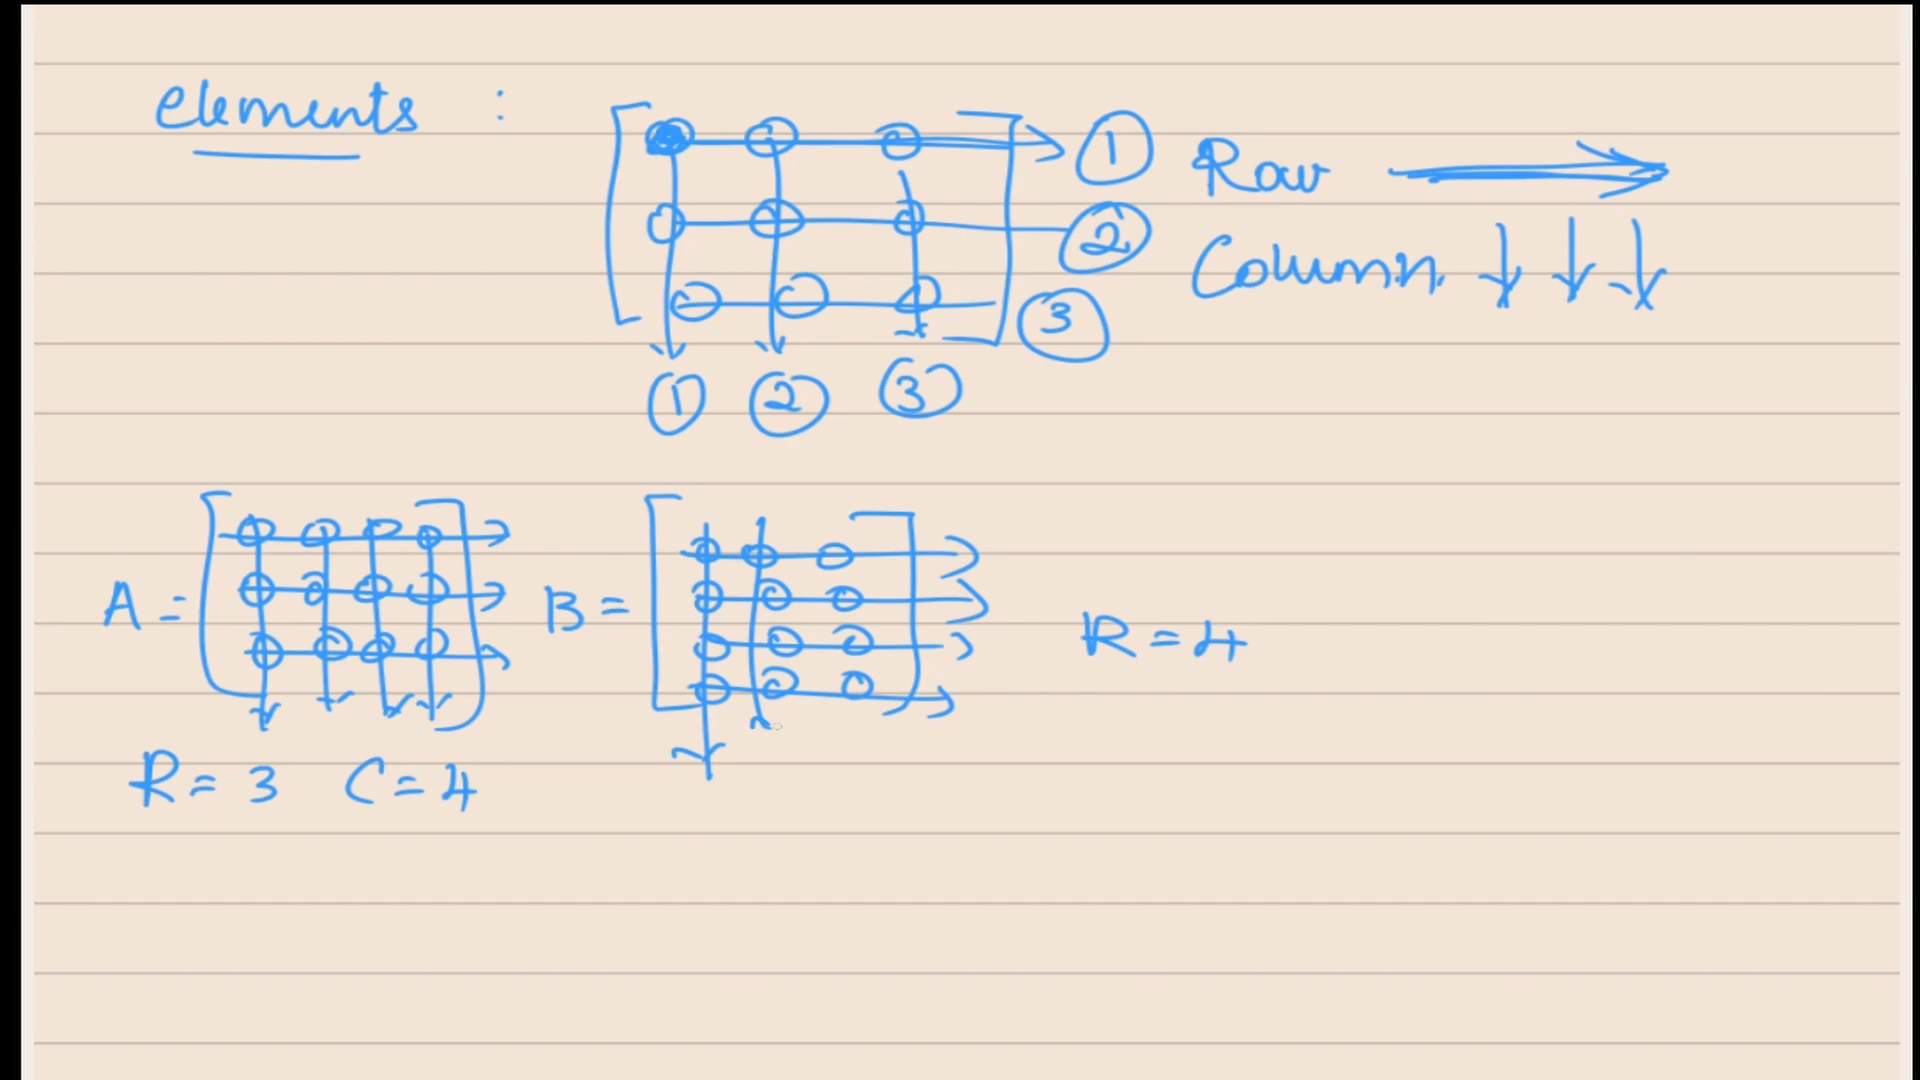 elements :
① Row
② Column
③
① ② ③
A = B = R = 4
R = 3 C = 4